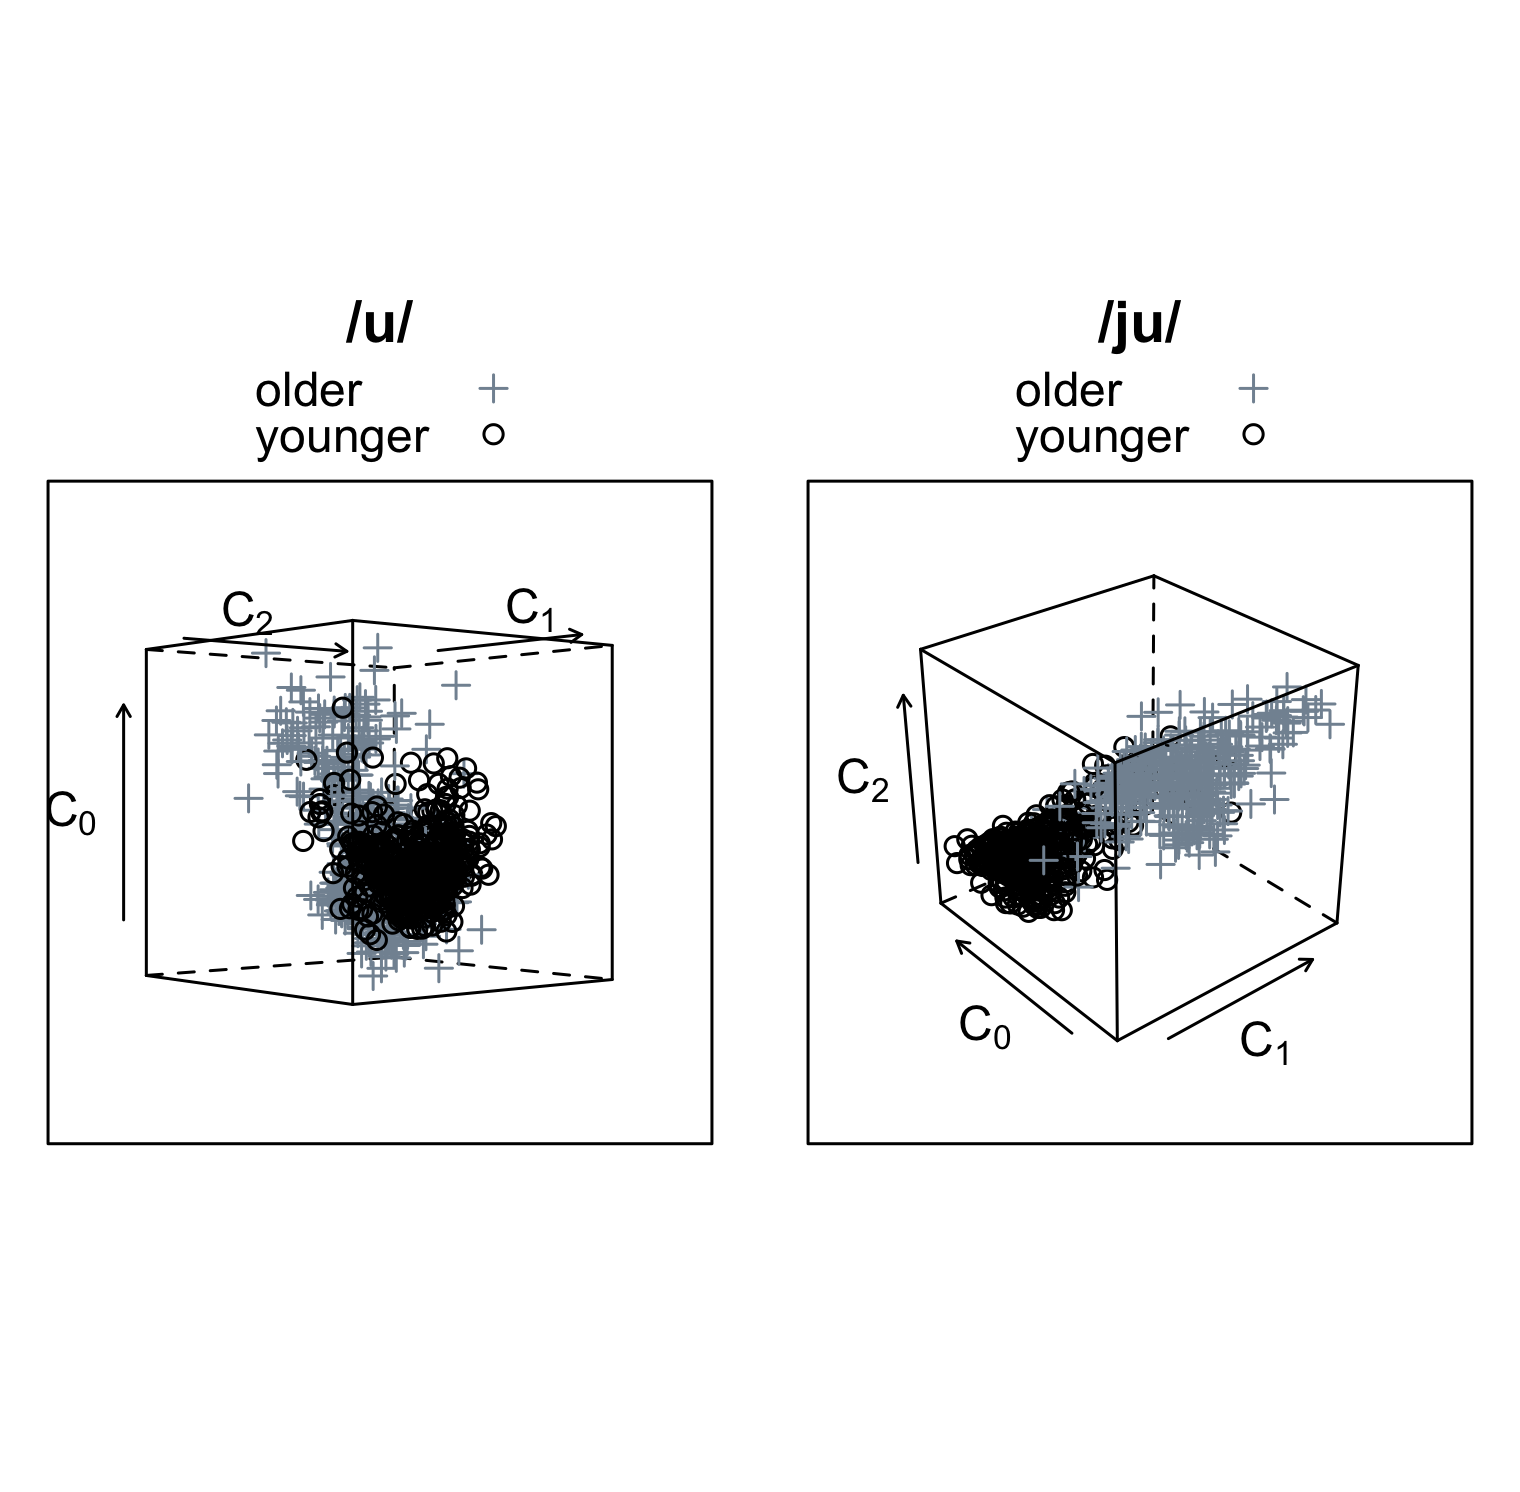 /u/
older
younger
C₂
C₁
C₀
/ju/
older
younger
C₂
C₀
C₁